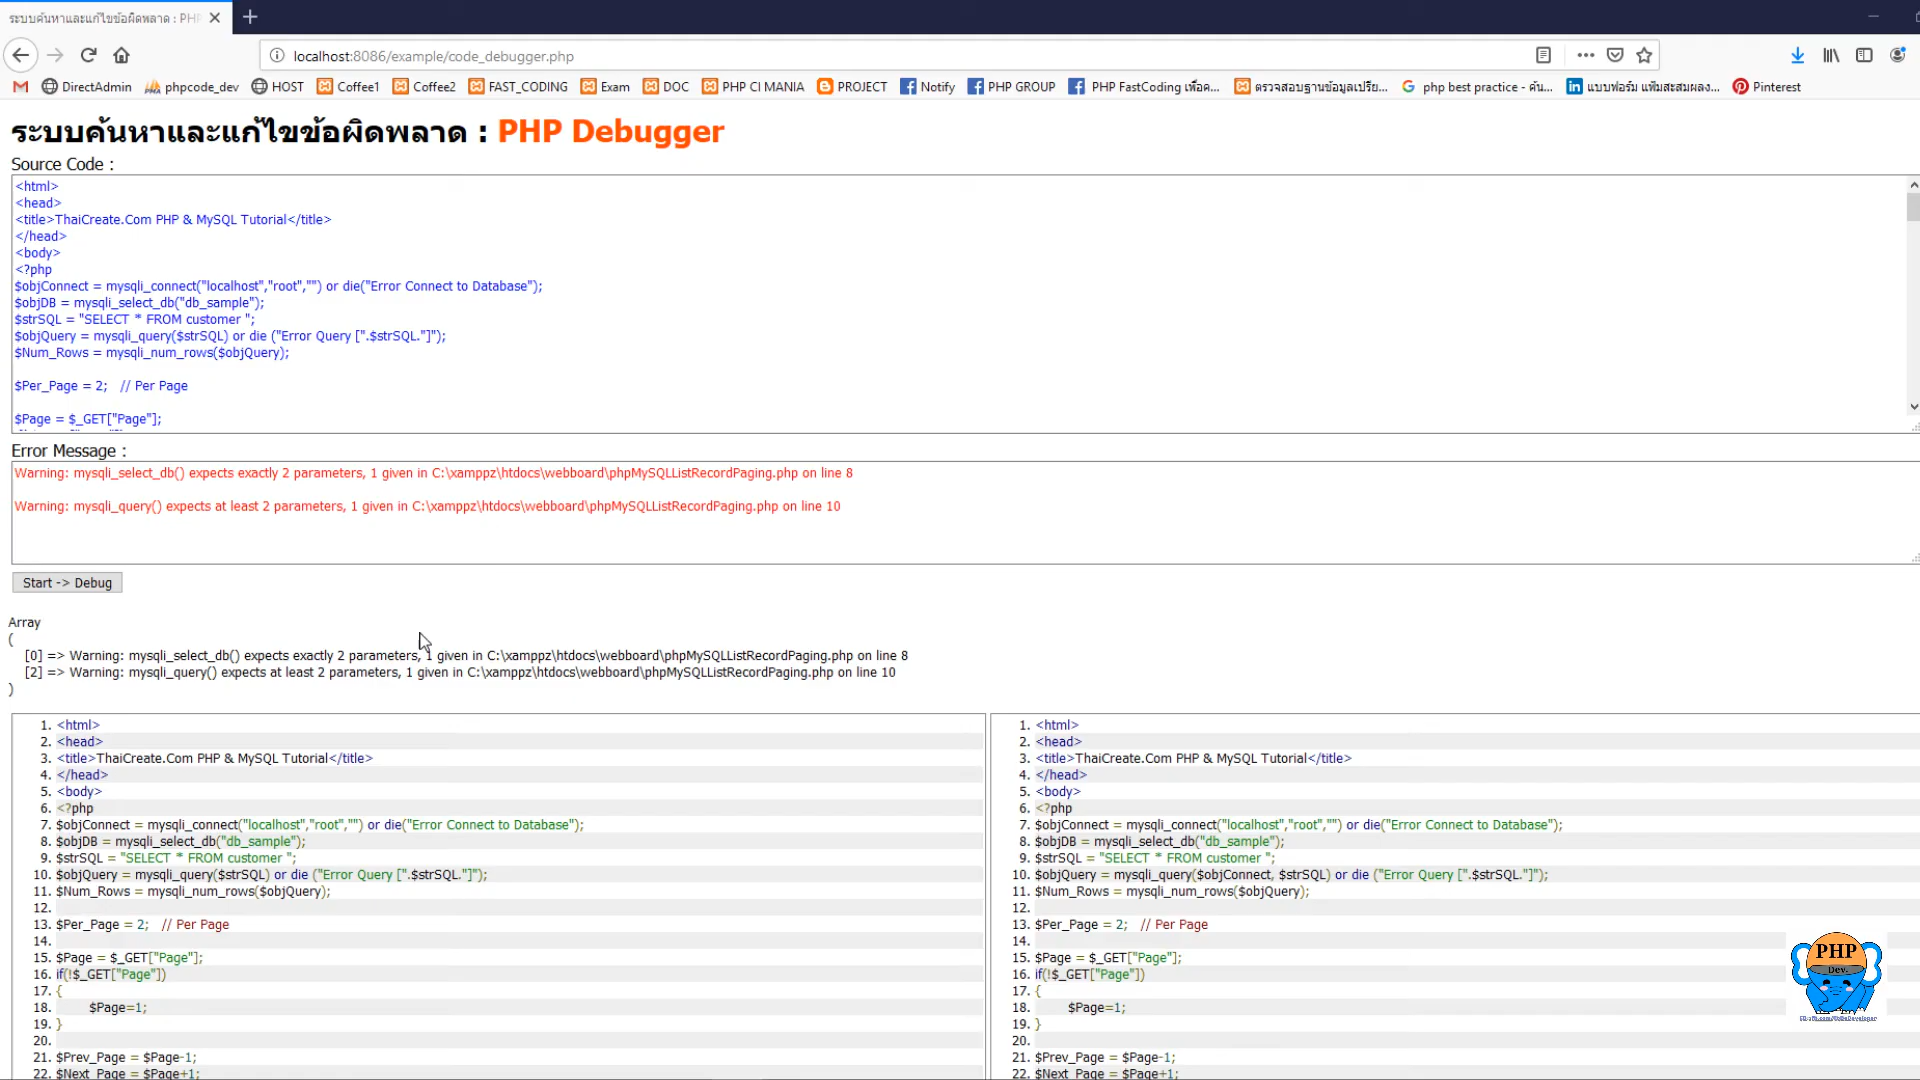 ระบบค้นหาและแก้ไขข้อผิดพลาด : PHP
localhost:8086/example/code_debugger.php
DirectAdmin phpcode_dev HOST Coffee1 Coffee2 FAST_CODING Exam DOC PHP CI MANIA PROJECT Notify PHP GROUP PHP FastCoding เพื่อค... ตรวจสอบฐานข้อมูลเปรีย... php best practice - ค้น... แบบฟอร์ม แฟ้มสะสมผลง... Pinterest
ระบบค้นหาและแก้ไขข้อผิดพลาด : PHP Debugger
Source Code :
<html>
<head>
<title>ThaiCreate.Com PHP & MySQL Tutorial</title>
</head>
<body>
<?php
$objConnect = mysqli_connect("localhost","root","") or die("Error Connect to Database");
$objDB = mysqli_select_db("db_sample");
$strSQL = "SELECT * FROM customer ";
$objQuery = mysqli_query($strSQL) or die ("Error Query [".$strSQL."]");
$Num_Rows = mysqli_num_rows($objQuery);
$Per_Page = 2;   // Per Page
$Page = $_GET["Page"];
Error Message :
Warning: mysqli_select_db() expects exactly 2 parameters, 1 given in C:\xamppz\htdocs\webboard\phpMySQLListRecordPaging.php on line 8
Warning: mysqli_query() expects at least 2 parameters, 1 given in C:\xamppz\htdocs\webboard\phpMySQLListRecordPaging.php on line 10
Start -> Debug
Array
(
[0] => Warning: mysqli_select_db() expects exactly 2 parameters, 1 given in C:\xamppz\htdocs\webboard\phpMySQLListRecordPaging.php on line 8
[2] => Warning: mysqli_query() expects at least 2 parameters, 1 given in C:\xamppz\htdocs\webboard\phpMySQLListRecordPaging.php on line 10
)
1. <html>
2. <head>
3. <title>ThaiCreate.Com PHP & MySQL Tutorial</title>
4. </head>
5. <body>
6. <?php
7. $objConnect = mysqli_connect("localhost","root","") or die("Error Connect to Database");
8. $objDB = mysqli_select_db("db_sample");
9. $strSQL = "SELECT * FROM customer ";
10. $objQuery = mysqli_query($strSQL) or die ("Error Query [".$strSQL."]");
11. $Num_Rows = mysqli_num_rows($objQuery);
12.
13. $Per_Page = 2;   // Per Page
14.
15. $Page = $_GET["Page"];
16. if(!$_GET["Page"])
17. {
18. $Page=1;
19. }
20.
21. $Prev_Page = $Page-1;
22. $Next_Page = $Page+1;
1. <html>
2. <head>
3. <title>ThaiCreate.Com PHP & MySQL Tutorial</title>
4. </head>
5. <body>
6. <?php
7. $objConnect = mysqli_connect("localhost","root","") or die("Error Connect to Database");
8. $objDB = mysqli_select_db("db_sample");
9. $strSQL = "SELECT * FROM customer ";
10. $objQuery = mysqli_query($objConnect, $strSQL) or die ("Error Query [".$strSQL."]");
11. $Num_Rows = mysqli_num_rows($objQuery);
12.
13. $Per_Page = 2;   // Per Page
14.
15. $Page = $_GET["Page"];
16. if(!$_GET["Page"])
17. {
18. $Page=1;
19. }
20.
21. $Prev_Page = $Page-1;
22. $Next_Page = $Page+1;
PHP
Dev.